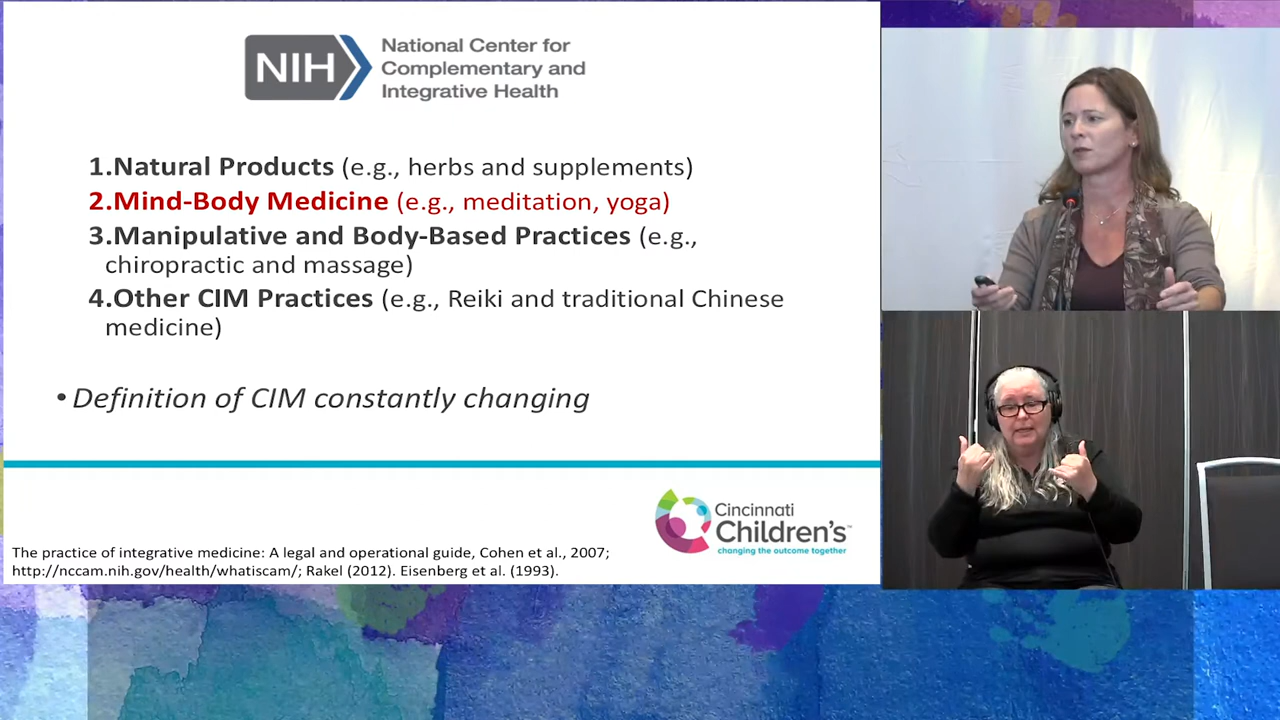 NIH
National Center for
Complementary and
Integrative Health
1.Natural Products (e.g., herbs and supplements)
2.Mind-Body Medicine (e.g., meditation, yoga)
3.Manipulative and Body-Based Practices (e.g.,
chiropractic and massage)
4.Other CIM Practices (e.g., Reiki and traditional Chinese
medicine)
• Definition of CIM constantly changing
Cincinnati
Children's™
changing the outcome together
The practice of integrative medicine: A legal and operational guide, Cohen et al., 2007;
http://nccam.nih.gov/health/whatiscam/; Rakel (2012). Eisenberg et al. (1993).